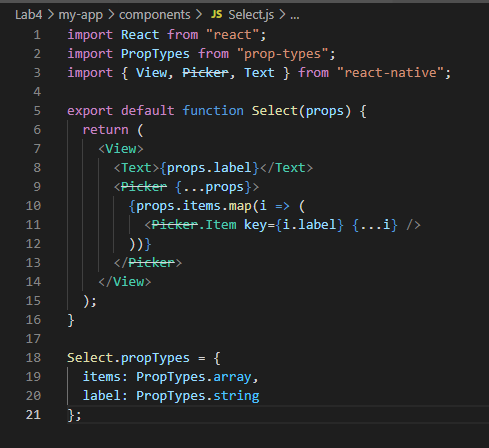 Lab4 > my-app > components > JS Select.js > ...
1 import React from "react";
2 import PropTypes from "prop-types";
3 import { View, Picker, Text } from "react-native";
4
5 export default function Select(props) {
6   return (
7     <View>
8       <Text>{props.label}</Text>
9       <Picker {...props}>
10         {props.items.map(i => (
11           <Picker.Item key={i.label} {...i} />
12         ))}
13       </Picker>
14     </View>
15   );
16 }
17
18 Select.propTypes = {
19   items: PropTypes.array,
20   label: PropTypes.string
21 };